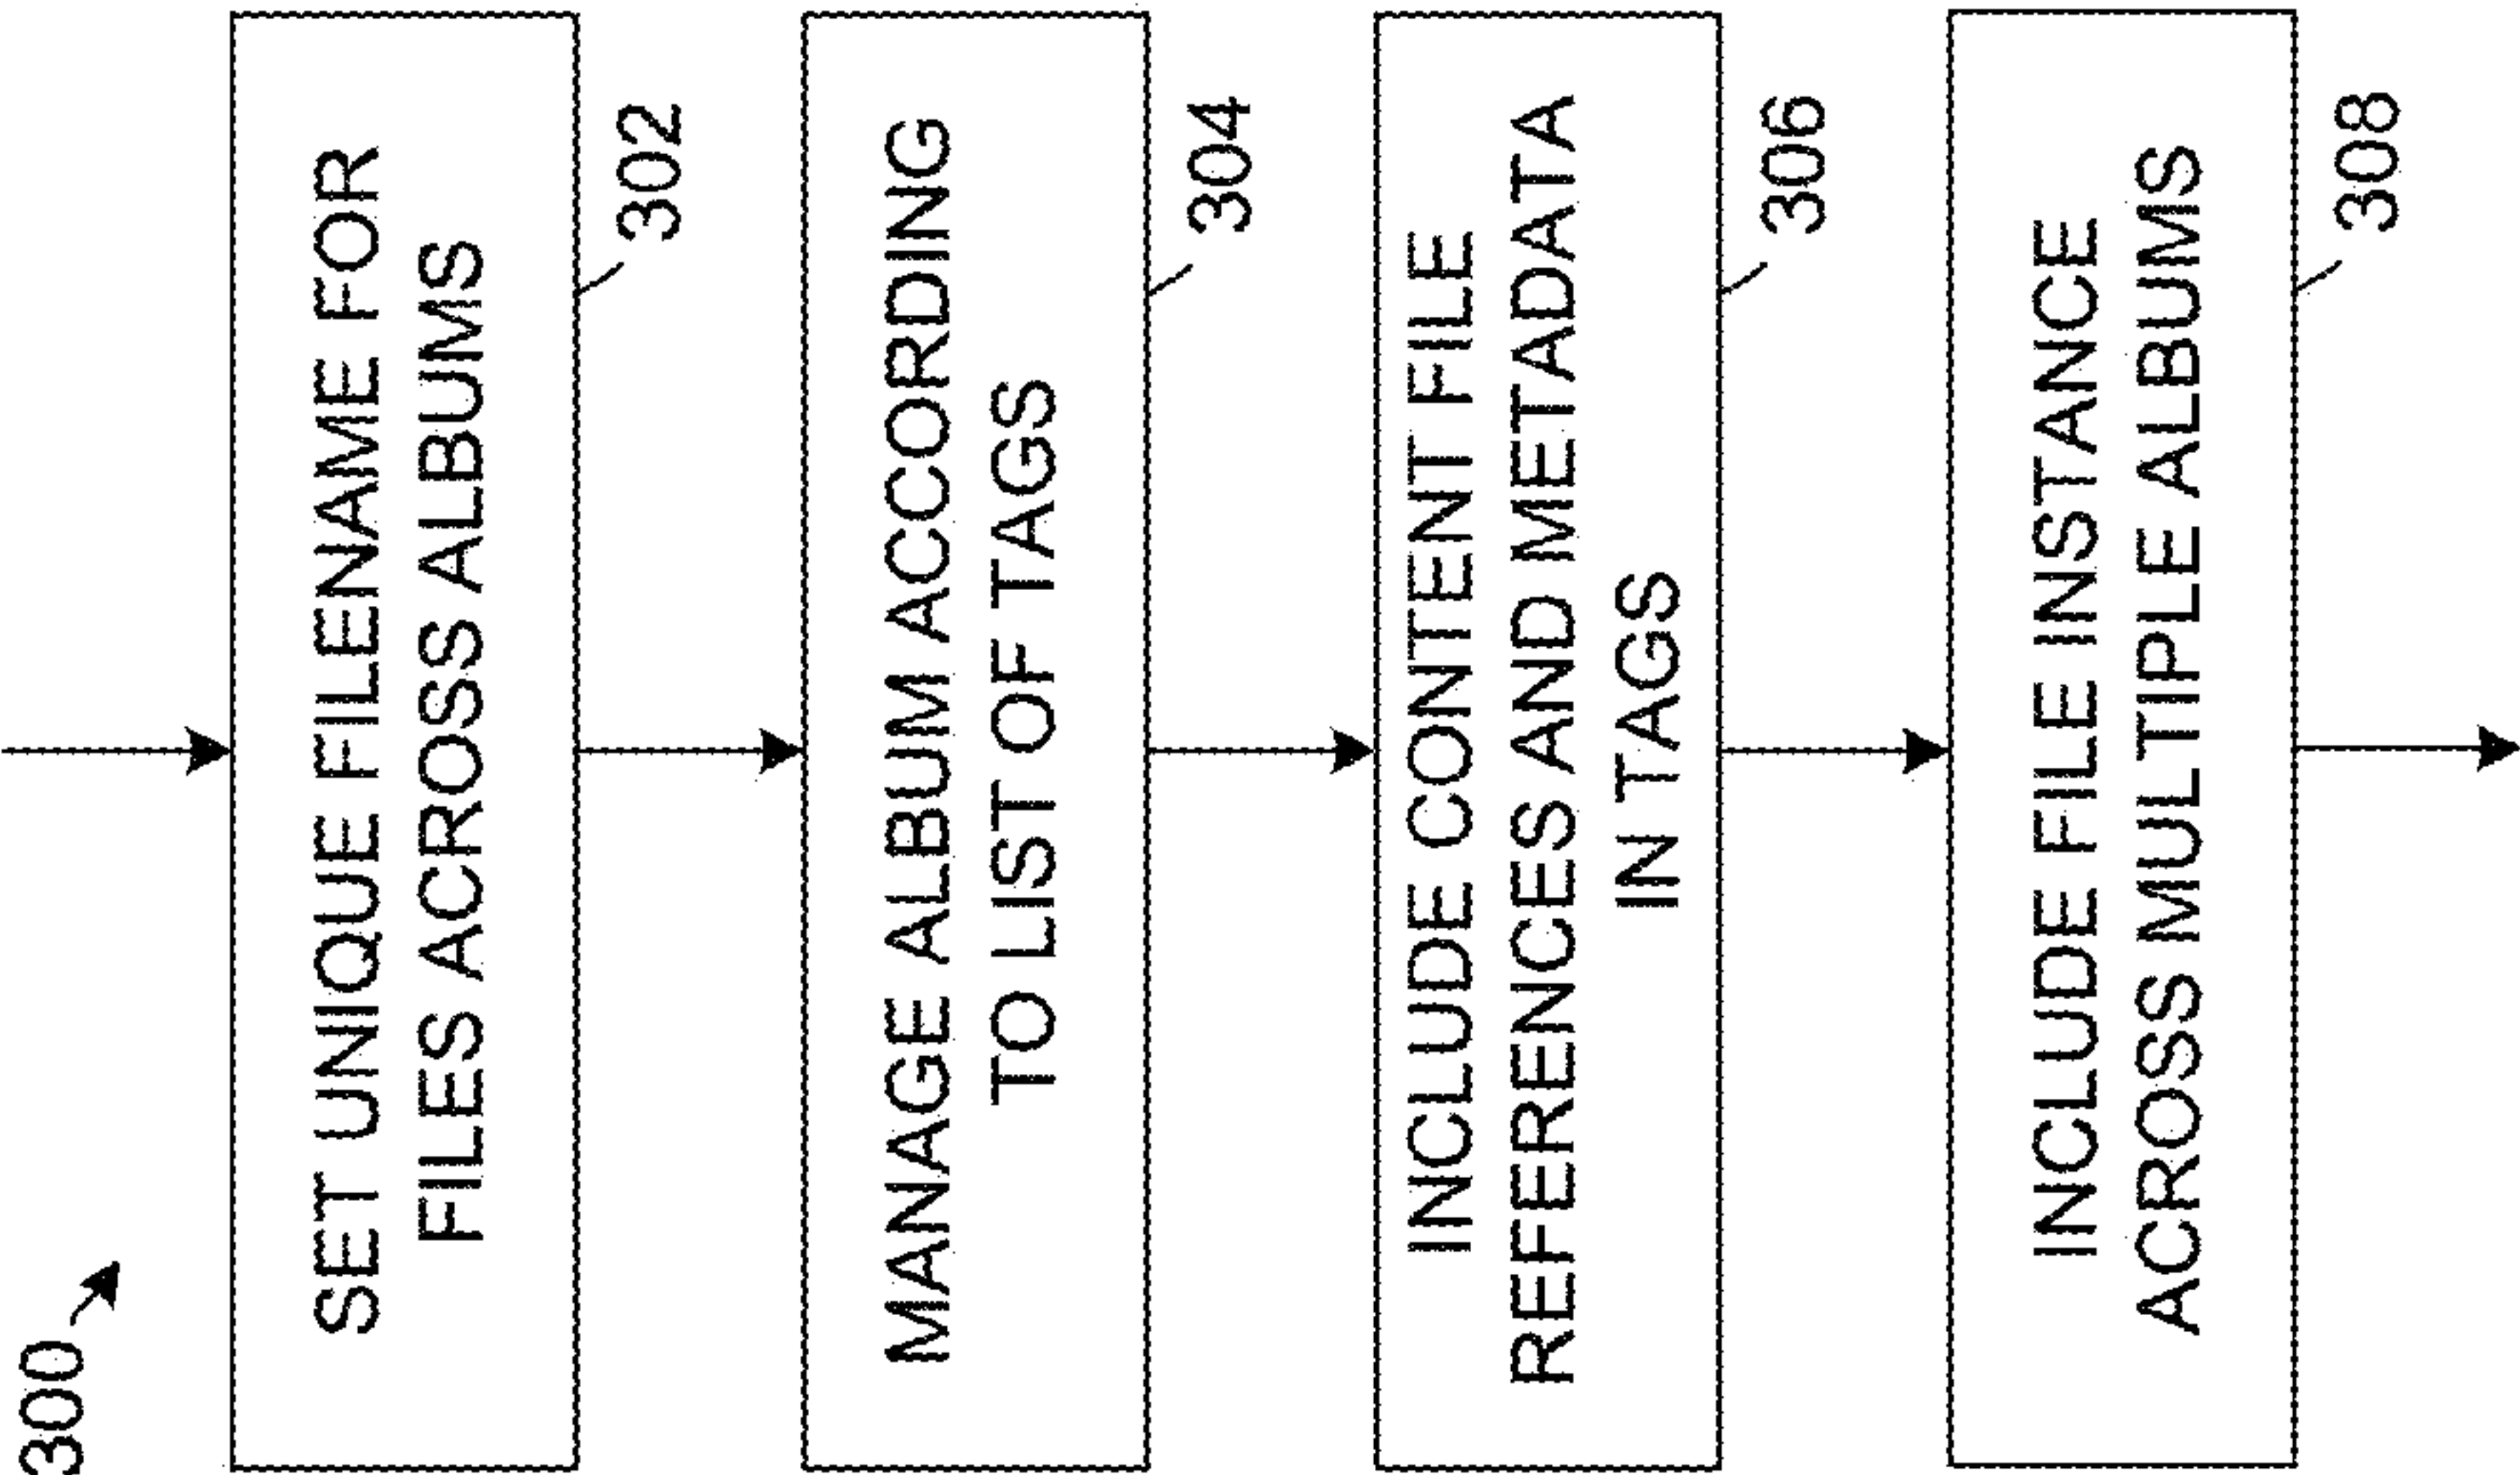 300
SET UNIQUE FILENAME FOR
FILES ACROSS ALBUMS
302
MANAGE ALBUM ACCORDING
TO LIST OF TAGS
304
INCLUDE CONTENT FILE
REFERENCES AND METADATA
IN TAGS
306
INCLUDE FILE INSTANCE
ACROSS MULTIPLE ALBUMS
308